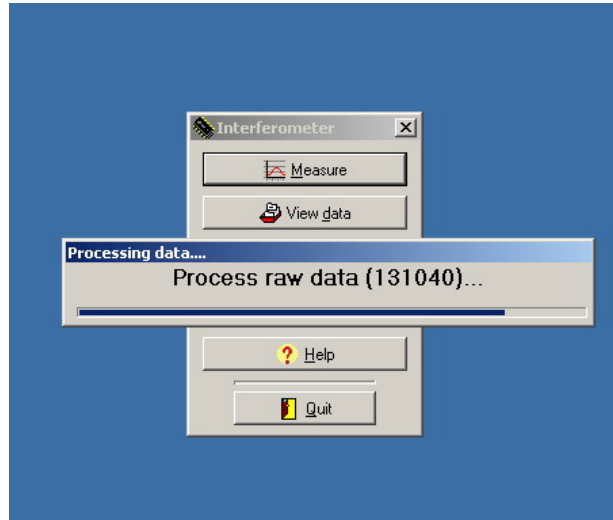 Interferometer
Measure
View data
Processing data....
Process raw data (131040)...
Help
Quit